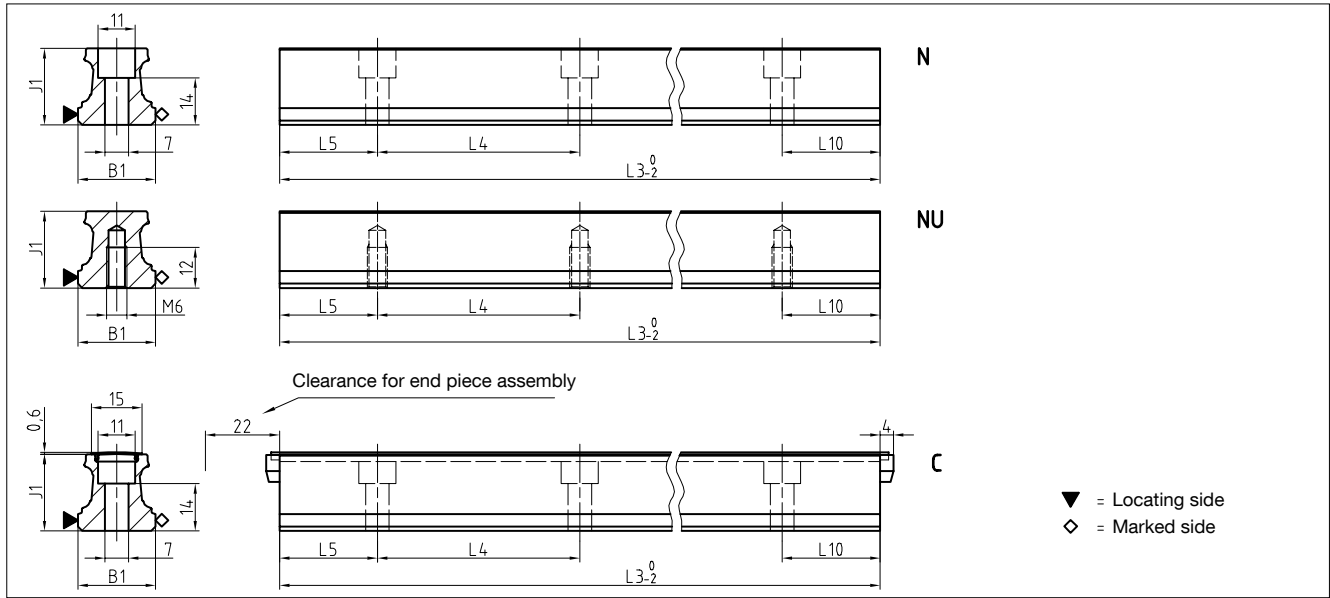 11
N
J1
14
7
B1
L5
L4
L10
L3-2 0
NU
J1
12
M6
B1
L5
L4
L10
L3-2 0
Clearance for end piece assembly
15
0,6
11
22
4
C
J1
14
7
B1
L5
L4
L10
L3-2 0
▼ = Locating side
◇ = Marked side